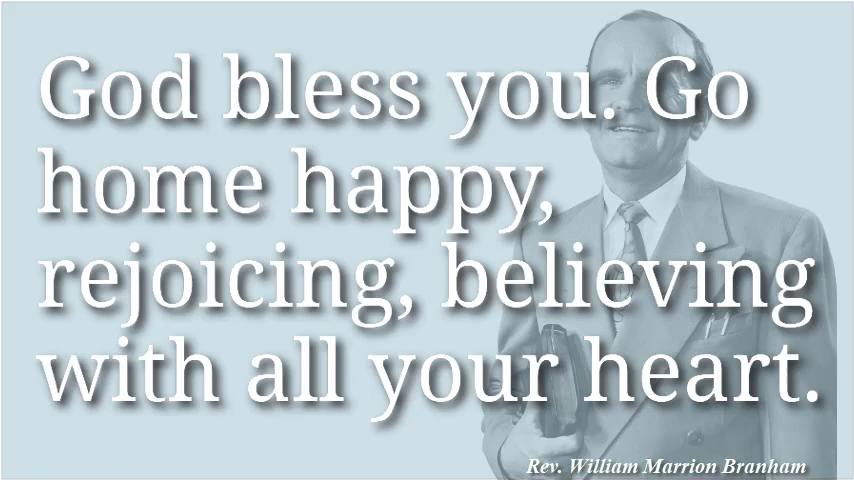 God bless you. Go
home happy,
rejoicing, believing
with all your heart.
Rev. William Marrion Branham